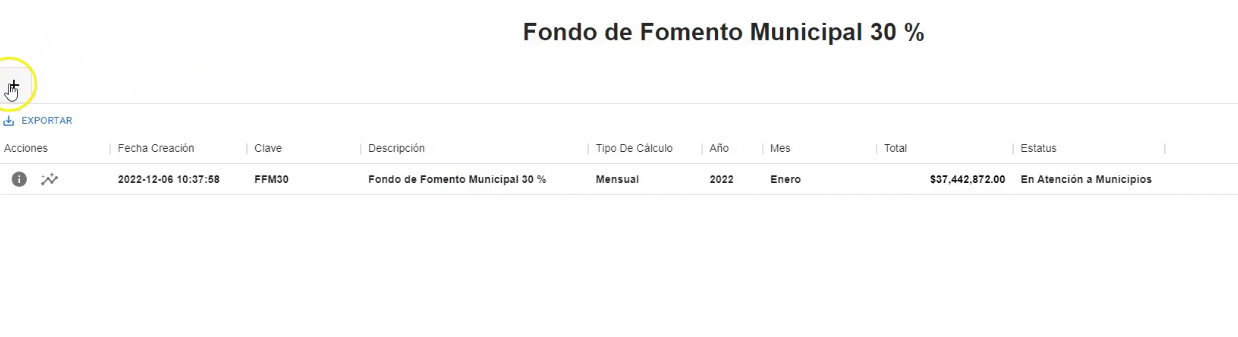 Fondo de Fomento Municipal 30 %
+
EXPORTAR
Acciones Fecha Creación Clave Descripción Tipo De Cálculo Año Mes Total Estatus
2022-12-06 10:37:58 FFM30 Fondo de Fomento Municipal 30 % Mensual 2022 Enero $37,442,872.00 En Atención a Municipios